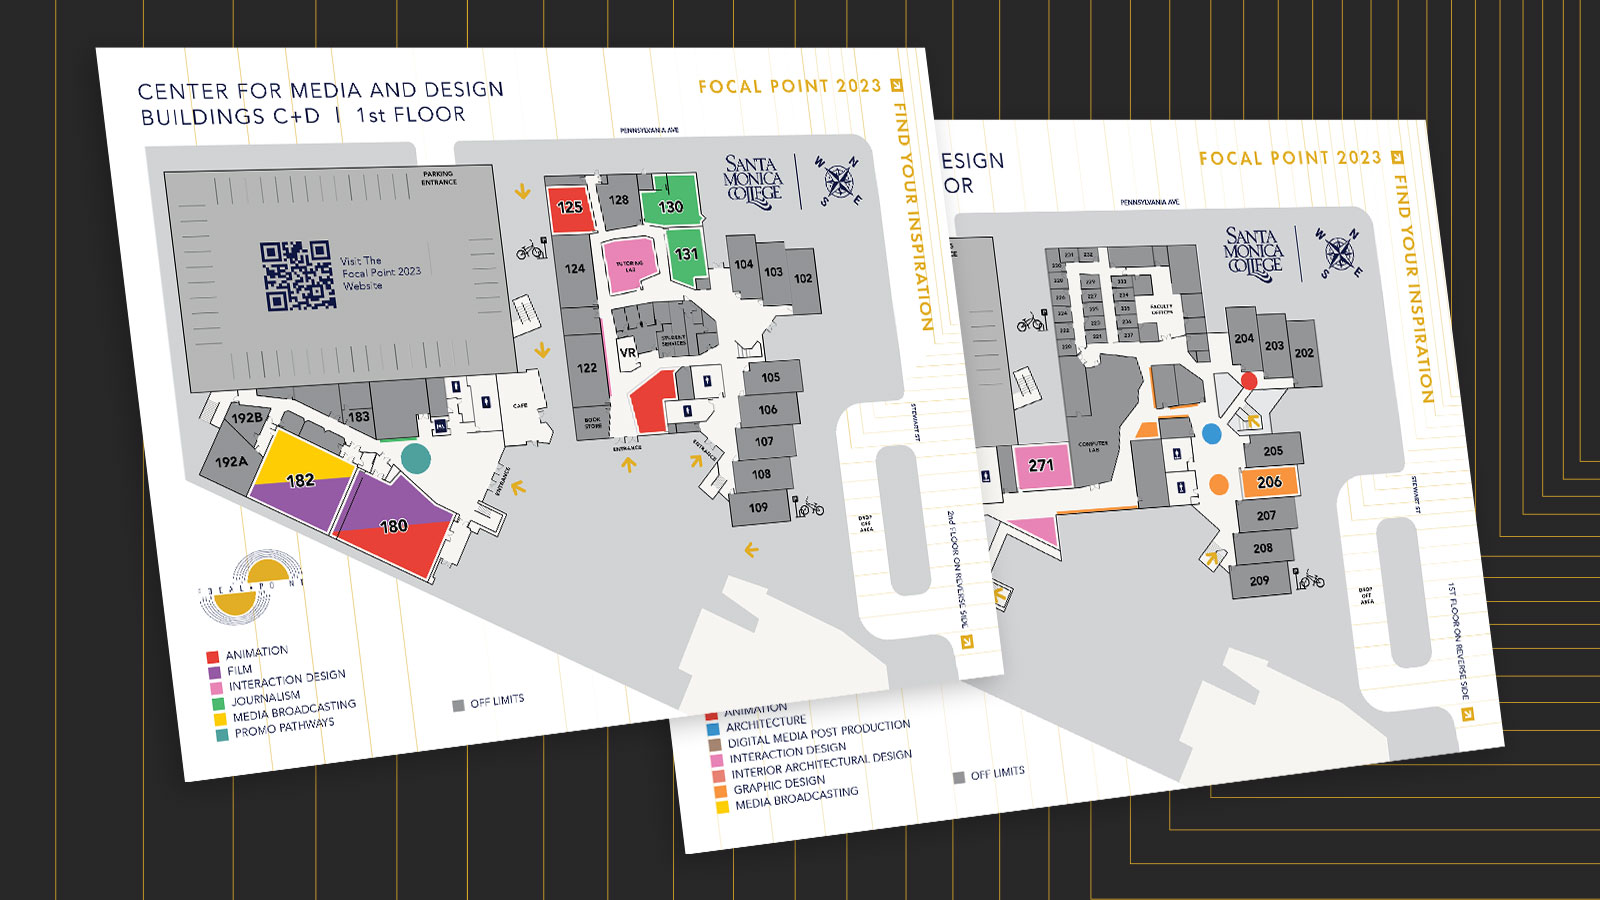 CENTER FOR MEDIA AND DESIGN
BUILDINGS C+D | 1st FLOOR
FOCAL POINT 2023
FIND YOUR INSPIRATION
PENNSYLVANIA AVE
PARKING
ENTRANCE
SANTA
MONICA
COLLEGE
W
N
S
E
Visit The
Focal Point 2023
Website
125
128
130
131
TUTORING
LAB
124
104
103
102
STUDENT
SERVICES
VR
122
105
106
107
108
109
BOOK
STORE
ENTRANCE
ENTRANCE
ENTRANCE
CAFE
192B
183
192A
182
180
STEWART ST
DROP
OFF
AREA
2nd FLOOR ON REVERSE SIDE
ANIMATION
FILM
INTERACTION DESIGN
JOURNALISM
MEDIA BROADCASTING
PROMO PATHWAYS
OFF LIMITS
ESIGN
OR
FOCAL POINT 2023
FIND YOUR INSPIRATION
PENNSYLVANIA AVE
SANTA
MONICA
COLLEGE
W
N
S
E
FACULTY
OFFICES
204
203
202
COMPUTER
LAB
271
205
206
207
208
209
STEWART ST
DROP
OFF
AREA
1ST FLOOR ON REVERSE SIDE
ANIMATION
ARCHITECTURE
DIGITAL MEDIA POST PRODUCTION
INTERACTION DESIGN
INTERIOR ARCHITECTURAL DESIGN
GRAPHIC DESIGN
MEDIA BROADCASTING
OFF LIMITS